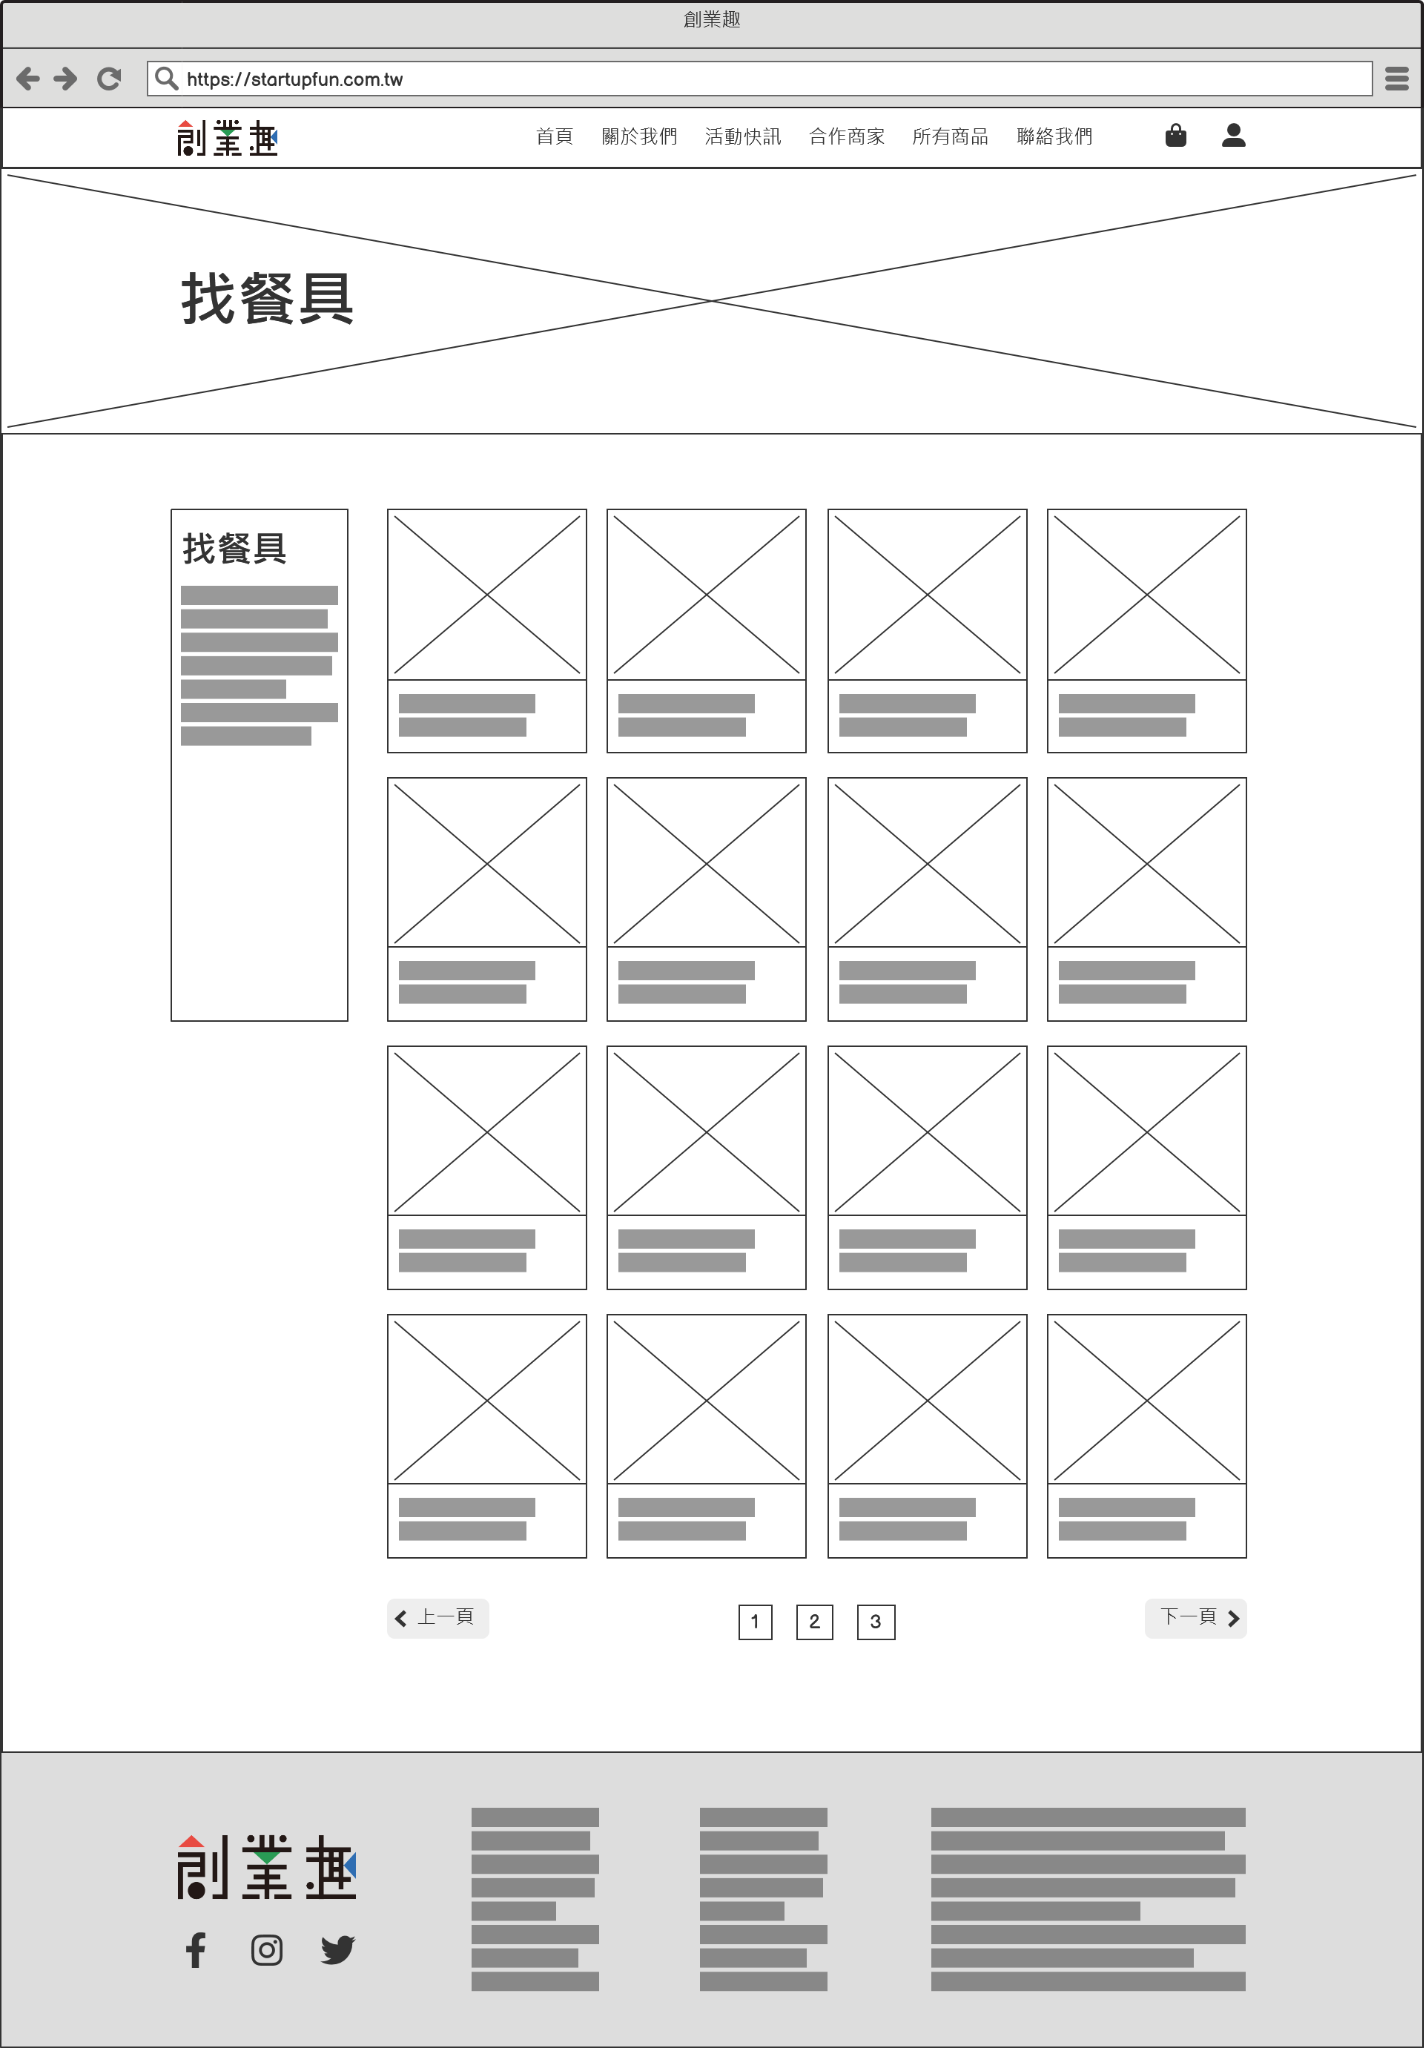 創業趣
https://startupfun.com.tw
創業趣 首頁 關於我們 活動快訊 合作商家 所有商品 聯絡我們
找餐具
找餐具
上一頁 1 2 3 下一頁
創業趣